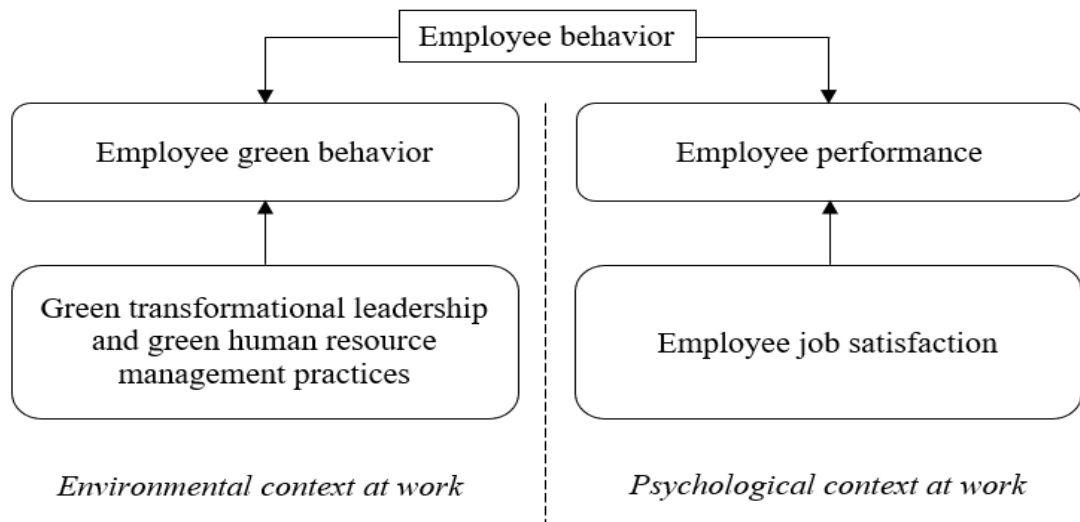 Employee behavior
Employee green behavior
Employee performance
Green transformational leadership
and green human resource
management practices
Employee job satisfaction
Environmental context at work
Psychological context at work